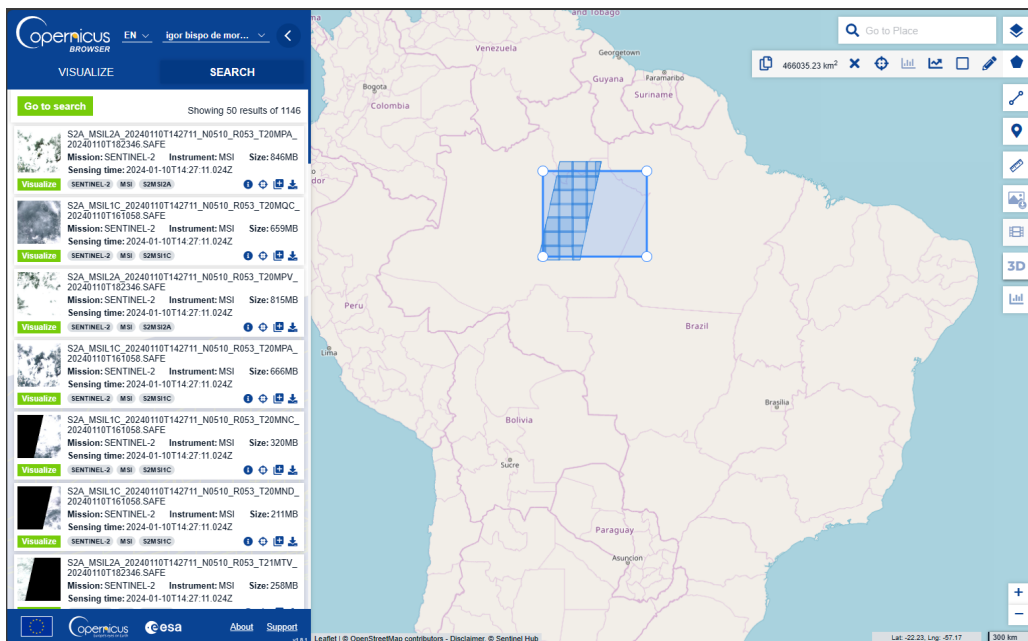 Copernicus
BROWSER
EN
igor bispo de mor...
VISUALIZE
SEARCH
Go to search
Showing 50 results of 1146
S2A_MSIL2A_20240110T142711_N0510_R053_T20MPA_
20240110T182346.SAFE
Mission: SENTINEL-2 Instrument: MSI Size: 846MB
Sensing time: 2024-01-10T14:27:11.024Z
Visualize SENTINEL-2 MSI S2MSI2A
S2A_MSIL1C_20240110T142711_N0510_R053_T20MQC_
20240110T161058.SAFE
Mission: SENTINEL-2 Instrument: MSI Size: 659MB
Sensing time: 2024-01-10T14:27:11.024Z
Visualize SENTINEL-2 MSI S2MSI1C
S2A_MSIL2A_20240110T142711_N0510_R053_T20MPV_
20240110T182346.SAFE
Mission: SENTINEL-2 Instrument: MSI Size: 815MB
Sensing time: 2024-01-10T14:27:11.024Z
Visualize SENTINEL-2 MSI S2MSI2A
S2A_MSIL1C_20240110T142711_N0510_R053_T20MPA_
20240110T161058.SAFE
Mission: SENTINEL-2 Instrument: MSI Size: 666MB
Sensing time: 2024-01-10T14:27:11.024Z
Visualize SENTINEL-2 MSI S2MSI1C
S2A_MSIL1C_20240110T142711_N0510_R053_T20MNC_
20240110T161058.SAFE
Mission: SENTINEL-2 Instrument: MSI Size: 320MB
Sensing time: 2024-01-10T14:27:11.024Z
Visualize SENTINEL-2 MSI S2MSI1C
S2A_MSIL1C_20240110T142711_N0510_R053_T20MND_
20240110T161058.SAFE
Mission: SENTINEL-2 Instrument: MSI Size: 211MB
Sensing time: 2024-01-10T14:27:11.024Z
Visualize SENTINEL-2 MSI S2MSI1C
S2A_MSIL2A_20240110T142711_N0510_R053_T21MTV_
20240110T182346.SAFE
Mission: SENTINEL-2 Instrument: MSI Size: 258MB
Sensing time: 2024-01-10T14:27:11.024Z
Copernicus
esa
About
Support
and Tobago
Venezuela
Georgetown
Bogota
Colombia
Guyana
Paramaribo
Suriname
dor
Peru
Lima
Brazil
Brasília
Bolivia
Sucre
Paraguay
Asuncion
Go to Place
466035.23 km²
3D
+
−
Leaflet | © OpenStreetMap contributors - Disclaimer, © Sentinel Hub
Lat: -22.23, Lng: -57.17
300 km